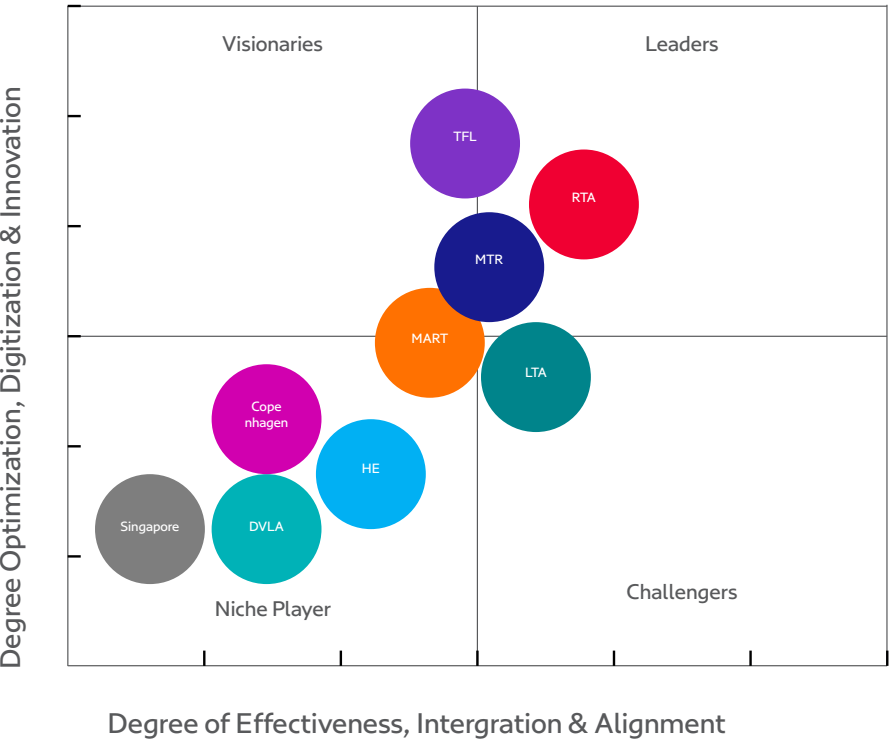 Visionaries
Leaders
TFL
RTA
MTR
MART
LTA
Cope
nhagen
HE
Singapore
DVLA
Niche Player
Challengers
Degree Optimization, Digitization & Innovation
Degree of Effectiveness, Intergration & Alignment